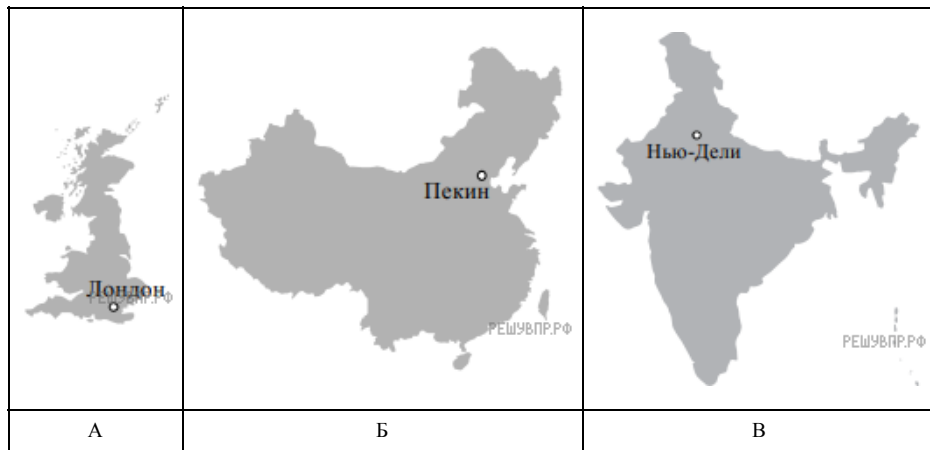 Лондон
РЕШУВПР.РФ
Пекин
РЕШУВПР.РФ
Нью-Дели
РЕШУВПР.РФ
А
Б
В